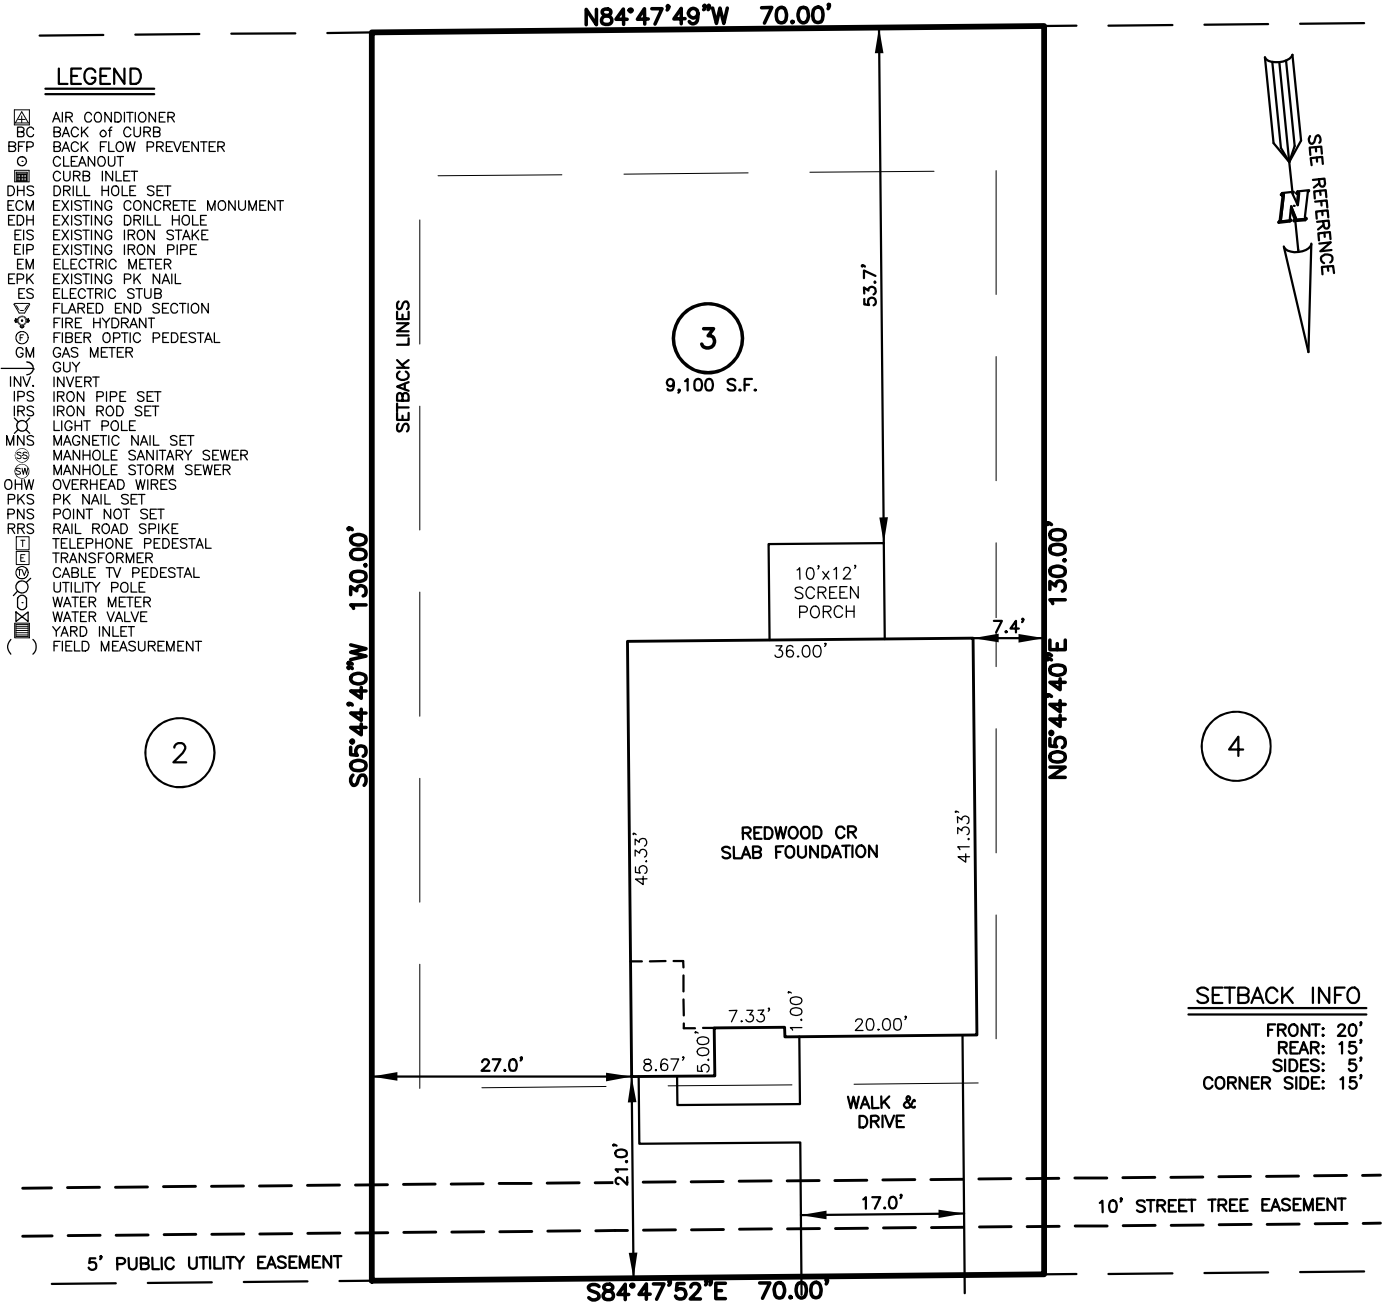 N84°47'49"W 70.00'
LEGEND
AIR CONDITIONER
BC BACK of CURB
BFP BACK FLOW PREVENTER
CLEANOUT
CURB INLET
DHS DRILL HOLE SET
ECM EXISTING CONCRETE MONUMENT
EDH EXISTING DRILL HOLE
EIS EXISTING IRON STAKE
EIP EXISTING IRON PIPE
EM ELECTRIC METER
EPK EXISTING PK NAIL
ES ELECTRIC STUB
FLARED END SECTION
FIRE HYDRANT
F FIBER OPTIC PEDESTAL
GM GAS METER
GUY
INV. INVERT
IPS IRON PIPE SET
IRS IRON ROD SET
LIGHT POLE
MNS MAGNETIC NAIL SET
SS MANHOLE SANITARY SEWER
SW MANHOLE STORM SEWER
OHW OVERHEAD WIRES
PKS PK NAIL SET
PNS POINT NOT SET
RRS RAIL ROAD SPIKE
T TELEPHONE PEDESTAL
E TRANSFORMER
TV CABLE TV PEDESTAL
UTILITY POLE
WATER METER
WATER VALVE
YARD INLET
( ) FIELD MEASUREMENT
SEE REFERENCE
N
SETBACK LINES
53.7'
3
9,100 S.F.
S05°44'40"W 130.00'
N05°44'40"E 130.00'
10'x12'
SCREEN
PORCH
7.4'
36.00'
2
4
45.33'
REDWOOD CR
SLAB FOUNDATION
41.33'
7.33'
1.00'
20.00'
5.00'
8.67'
27.0'
SETBACK INFO
FRONT: 20'
REAR: 15'
SIDES: 5'
CORNER SIDE: 15'
WALK &
DRIVE
21.0'
17.0'
10' STREET TREE EASEMENT
5' PUBLIC UTILITY EASEMENT
S84°47'52"E 70.00'